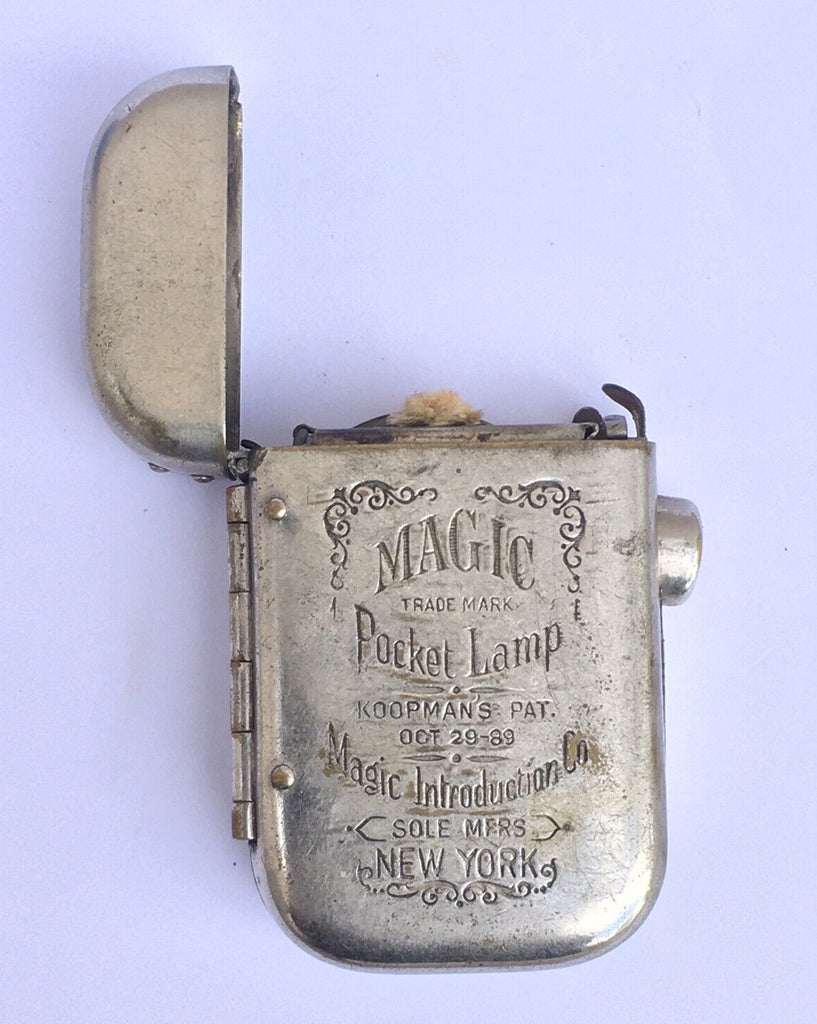 MAGIC
TRADE MARK
Pocket Lamp
KOOPMAN'S PAT.
OCT 29-89
Magic Introduction Co
SOLE MFRS
NEW YORK